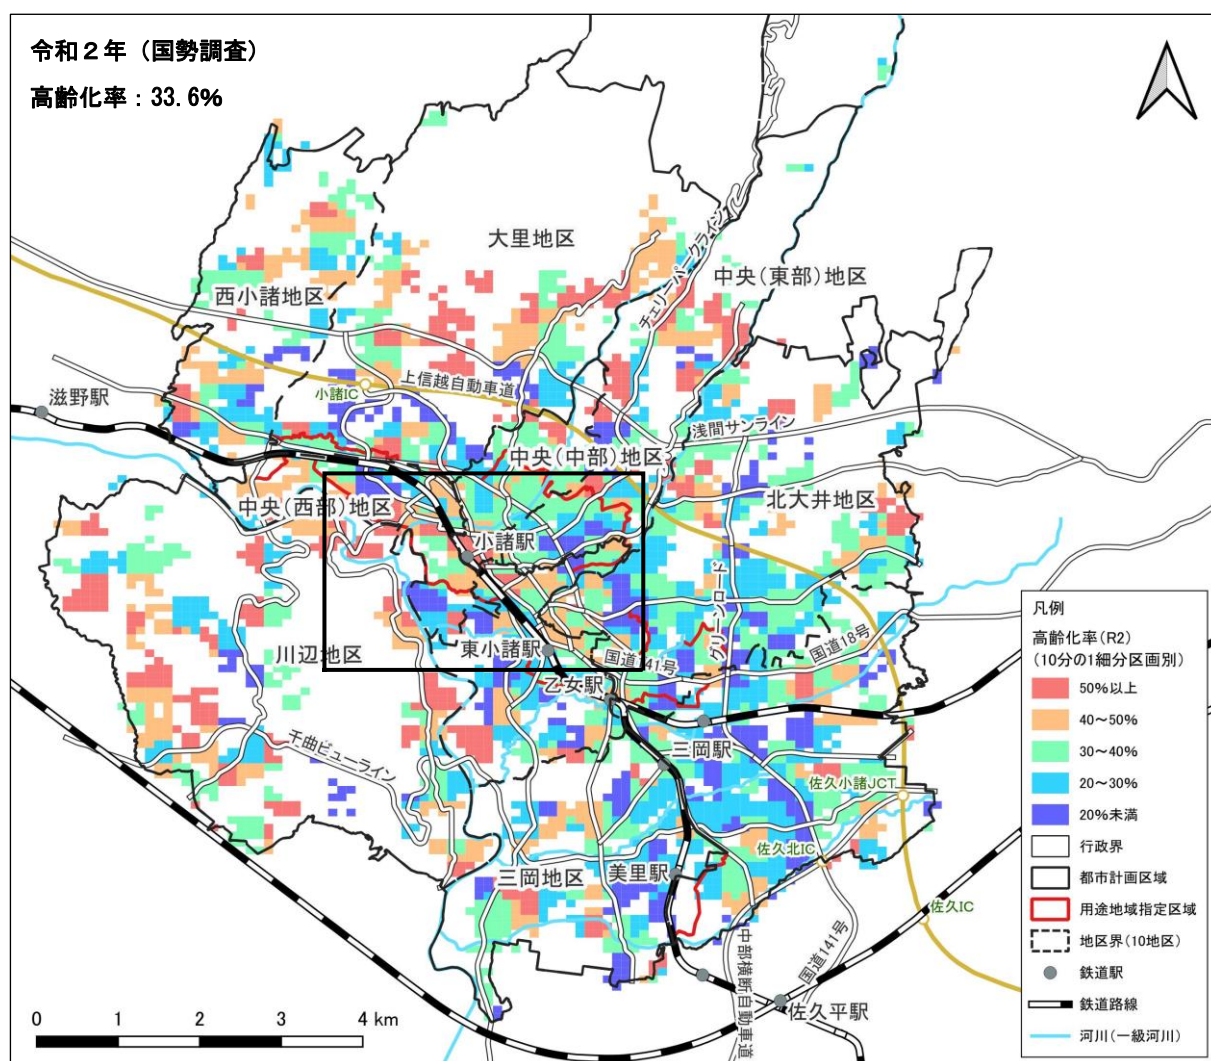 令和２年（国勢調査）
高齢化率：33.6%
大里地区
中央(東部)地区
チェリーパークライン
西小諸地区
上信越自動車道
小諸IC
滋野駅
浅間サンライン
中央(中部)地区
中央(西部)地区
北大井地区
小諸駅
グリーンロード
国道18号
東小諸駅
国道141号
川辺地区
乙女駅
千曲ビューライン
三岡駅
佐久小諸JCT
佐久北IC
三岡地区
美里駅
佐久IC
中部横断自動車道
国道141号
佐久平駅
凡例
高齢化率(R2)
(10分の1細分区画別)
50%以上
40～50%
30～40%
20～30%
20%未満
行政界
都市計画区域
用途地域指定区域
地区界(10地区)
鉄道駅
鉄道路線
河川(一級河川)
0 1 2 3 4 km